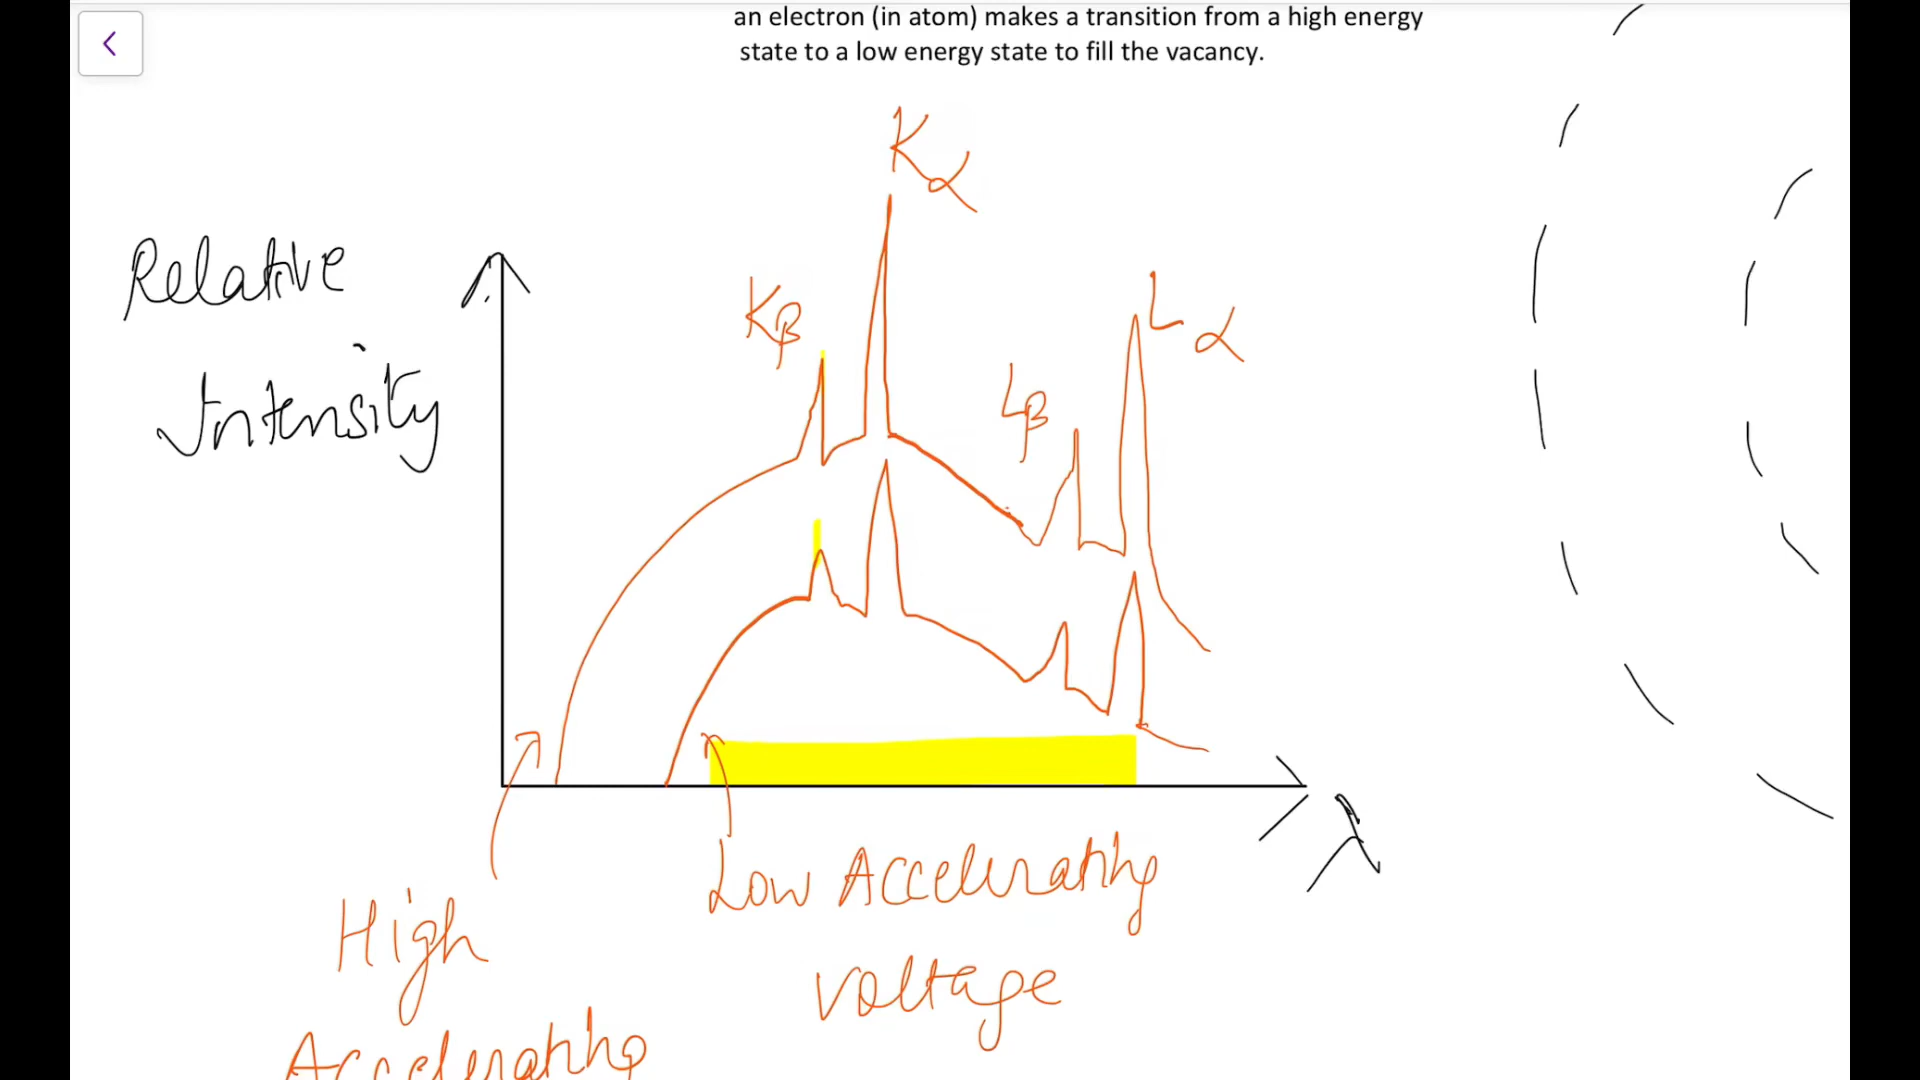 an electron (in atom) makes a transition from a high energy
state to a low energy state to fill the vacancy.
Kα
Relative
Intensity
Kβ
Lα
Lβ
λ
Low Accelerating
Voltage
High
Accelerating